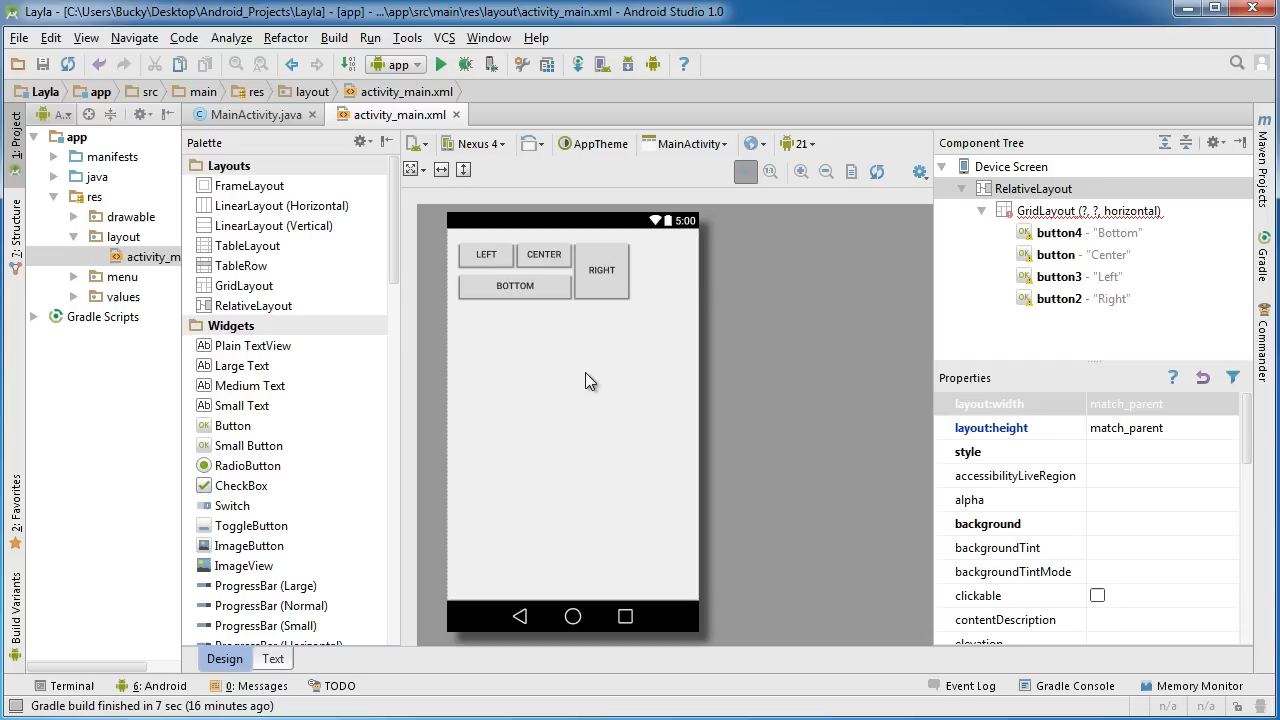 Layla - [C:\Users\Bucky\Desktop\Android_Projects\Layla] - [app] - ...\app\src\main\res\layout\activity_main.xml - Android Studio 1.0
File Edit View Navigate Code Analyze Refactor Build Run Tools VCS Window Help
app
Layla app src main res layout activity_main.xml
A.. MainActivity.java activity_main.xml
1: Project
7: Structure
2: Favorites
Build Variants
app
manifests
java
res
drawable
layout
activity_m
menu
values
Gradle Scripts
Palette
Layouts
FrameLayout
LinearLayout (Horizontal)
LinearLayout (Vertical)
TableLayout
TableRow
GridLayout
RelativeLayout
Widgets
Plain TextView
Large Text
Medium Text
Small Text
Button
Small Button
RadioButton
CheckBox
Switch
ToggleButton
ImageButton
ImageView
ProgressBar (Large)
ProgressBar (Normal)
ProgressBar (Small)
ProgressBar (Horizontal)
Design Text
Nexus 4 AppTheme MainActivity 21
5:00
LEFT CENTER RIGHT
BOTTOM
Component Tree
Device Screen
RelativeLayout
GridLayout (?, ?, horizontal)
button4 - "Bottom"
button - "Center"
button3 - "Left"
button2 - "Right"
Properties
layout:width match_parent
layout:height match_parent
style
accessibilityLiveRegion
alpha
background
backgroundTint
backgroundTintMode
clickable
contentDescription
elevation
Maven Projects
Gradle
Commander
Terminal 6: Android 0: Messages TODO Event Log Gradle Console Memory Monitor
Gradle build finished in 7 sec (16 minutes ago) n/a n/a